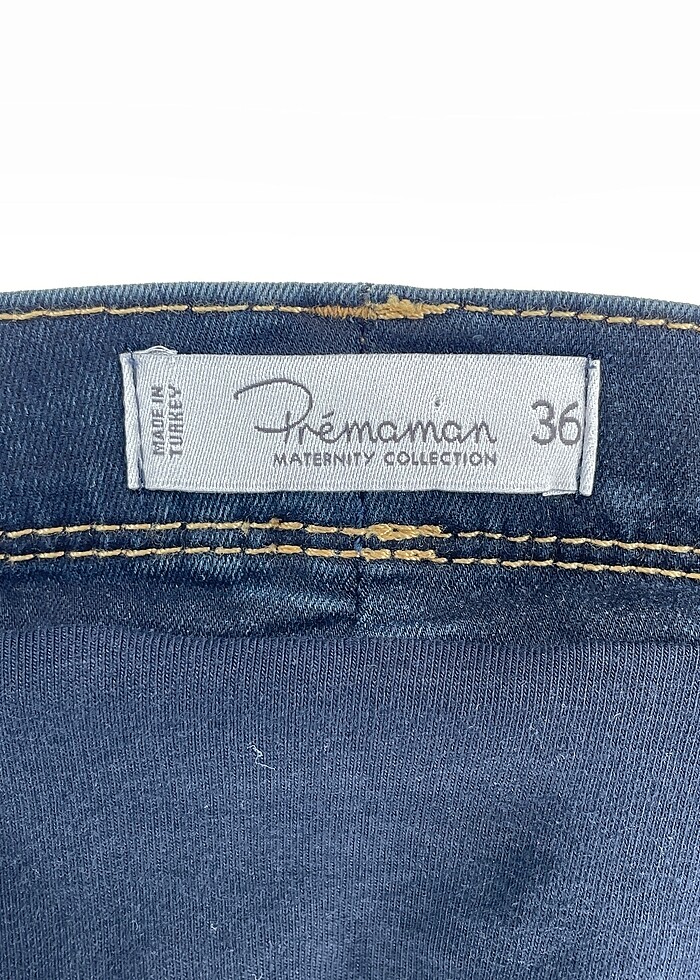 MADE IN
TURKEY
Prémaman
MATERNITY COLLECTION
36